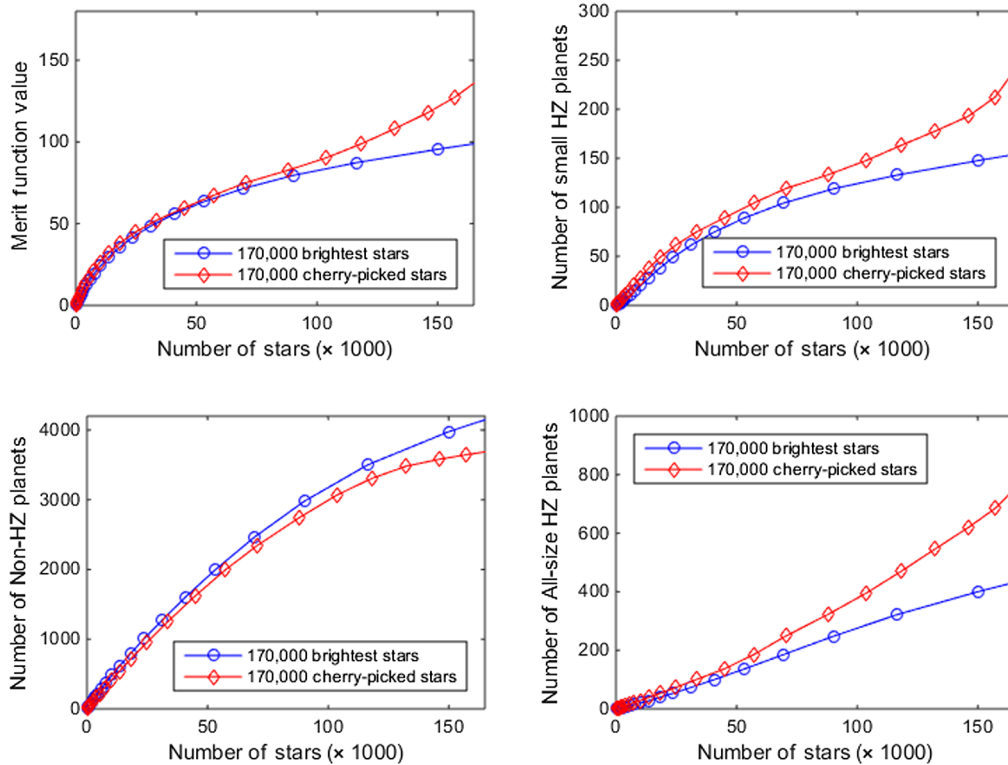 Merit function value
150
100
50
0
0
50
100
150
Number of stars (× 1000)
170,000 brightest stars
170,000 cherry-picked stars
Number of small HZ planets
300
250
200
150
100
50
0
0
50
100
150
Number of stars (× 1000)
170,000 brightest stars
170,000 cherry-picked stars
Number of Non-HZ planets
4000
3000
2000
1000
0
0
50
100
150
Number of stars (× 1000)
170,000 brightest stars
170,000 cherry-picked stars
Number of All-size HZ planets
1000
800
600
400
200
0
0
50
100
150
Number of stars (× 1000)
170,000 brightest stars
170,000 cherry-picked stars